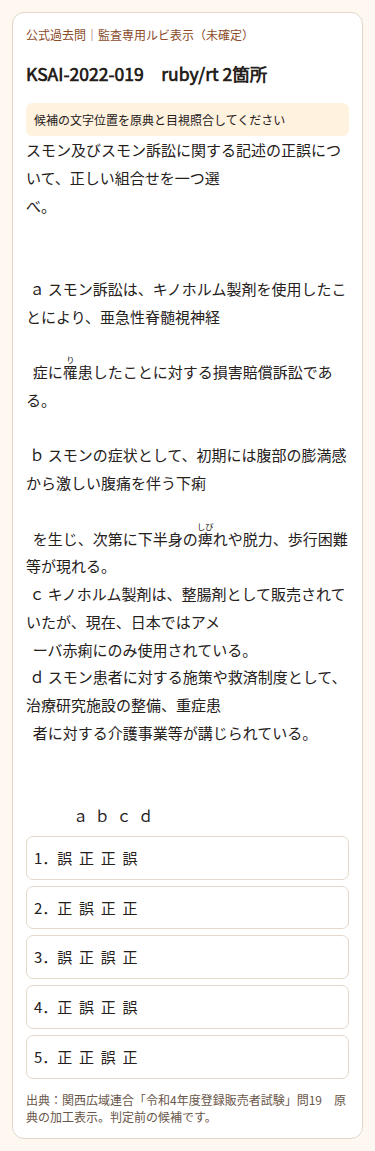 公式過去問｜監査専用ルビ表示（未確定）
KSAI-2022-019　ruby/rt 2箇所
候補の文字位置を原典と目視照合してください
スモン及びスモン訴訟に関する記述の正誤につ
いて、正しい組合せを一つ選
べ。
ａ スモン訴訟は、キノホルム製剤を使用したこ
とにより、亜急性脊髄視神経
り
症に罹患したことに対する損害賠償訴訟であ
る。
ｂ スモンの症状として、初期には腹部の膨満感
から激しい腹痛を伴う下痢
しび
を生じ、次第に下半身の痺れや脱力、歩行困難
等が現れる。
ｃ キノホルム製剤は、整腸剤として販売されて
いたが、現在、日本ではアメ
ーバ赤痢にのみ使用されている。
ｄ スモン患者に対する施策や救済制度として、
治療研究施設の整備、重症患
者に対する介護事業等が講じられている。
ａ ｂ ｃ ｄ
1. 誤 正 正 誤
2. 正 誤 正 正
3. 誤 正 誤 正
4. 正 誤 正 誤
5. 正 正 誤 正
出典：関西広域連合「令和4年度登録販売者試験」問19　原
典の加工表示。判定前の候補です。